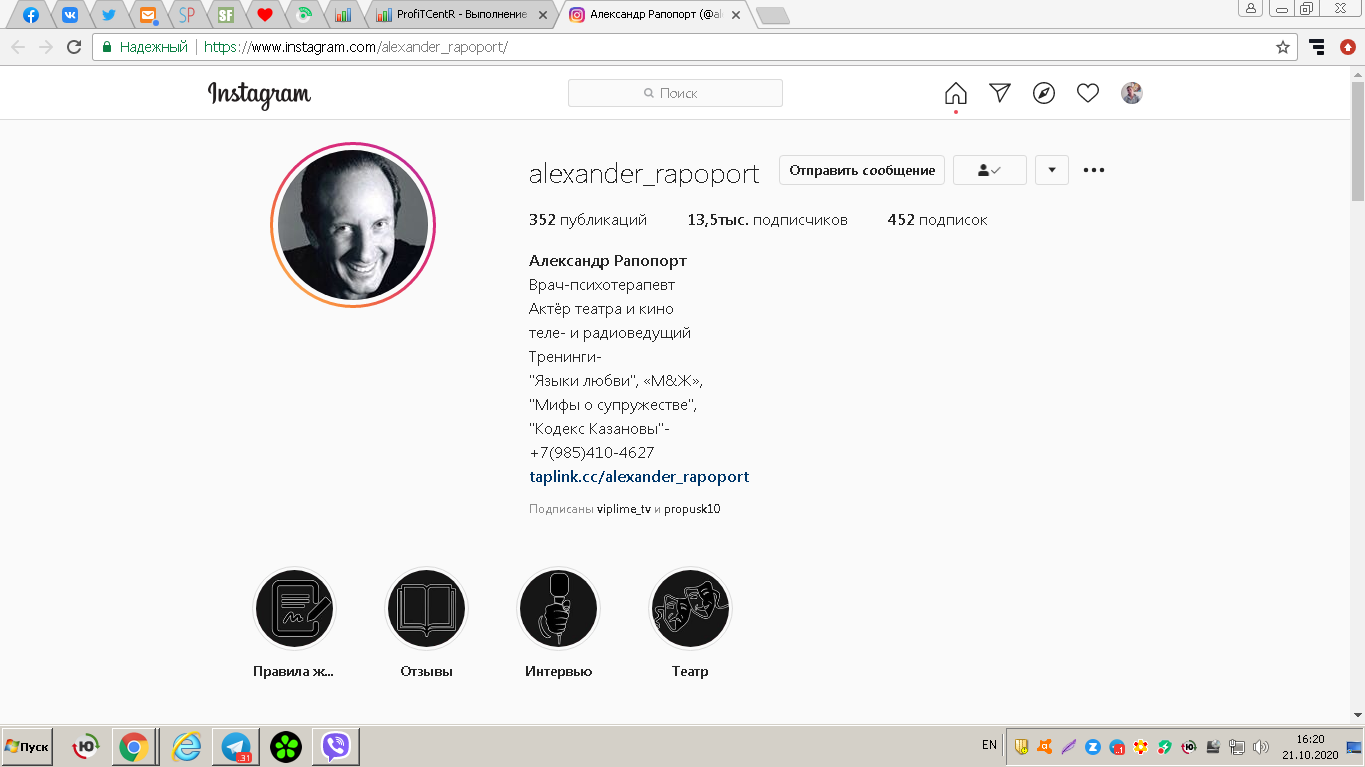 SP
SF
ProfiTCentR - Выполнение
Александр Рапопорт (@al
Надежный
https://www.instagram.com/alexander_rapoport/
Instagram
Поиск
alexander_rapoport
Отправить сообщение
352 публикаций
13,5тыс. подписчиков
452 подписок
Александр Рапопорт
Врач-психотерапевт
Актёр театра и кино
теле- и радиоведущий
Тренинги-
"Языки любви", «М&Ж»,
"Мифы о супружестве",
"Кодекс Казановы"-
+7(985)410-4627
taplink.cc/alexander_rapoport
Подписаны viplime_tv и propusk10
Правила ж...
Отзывы
Интервью
Театр
Пуск
Ю
.31
EN
16:20
21.10.2020